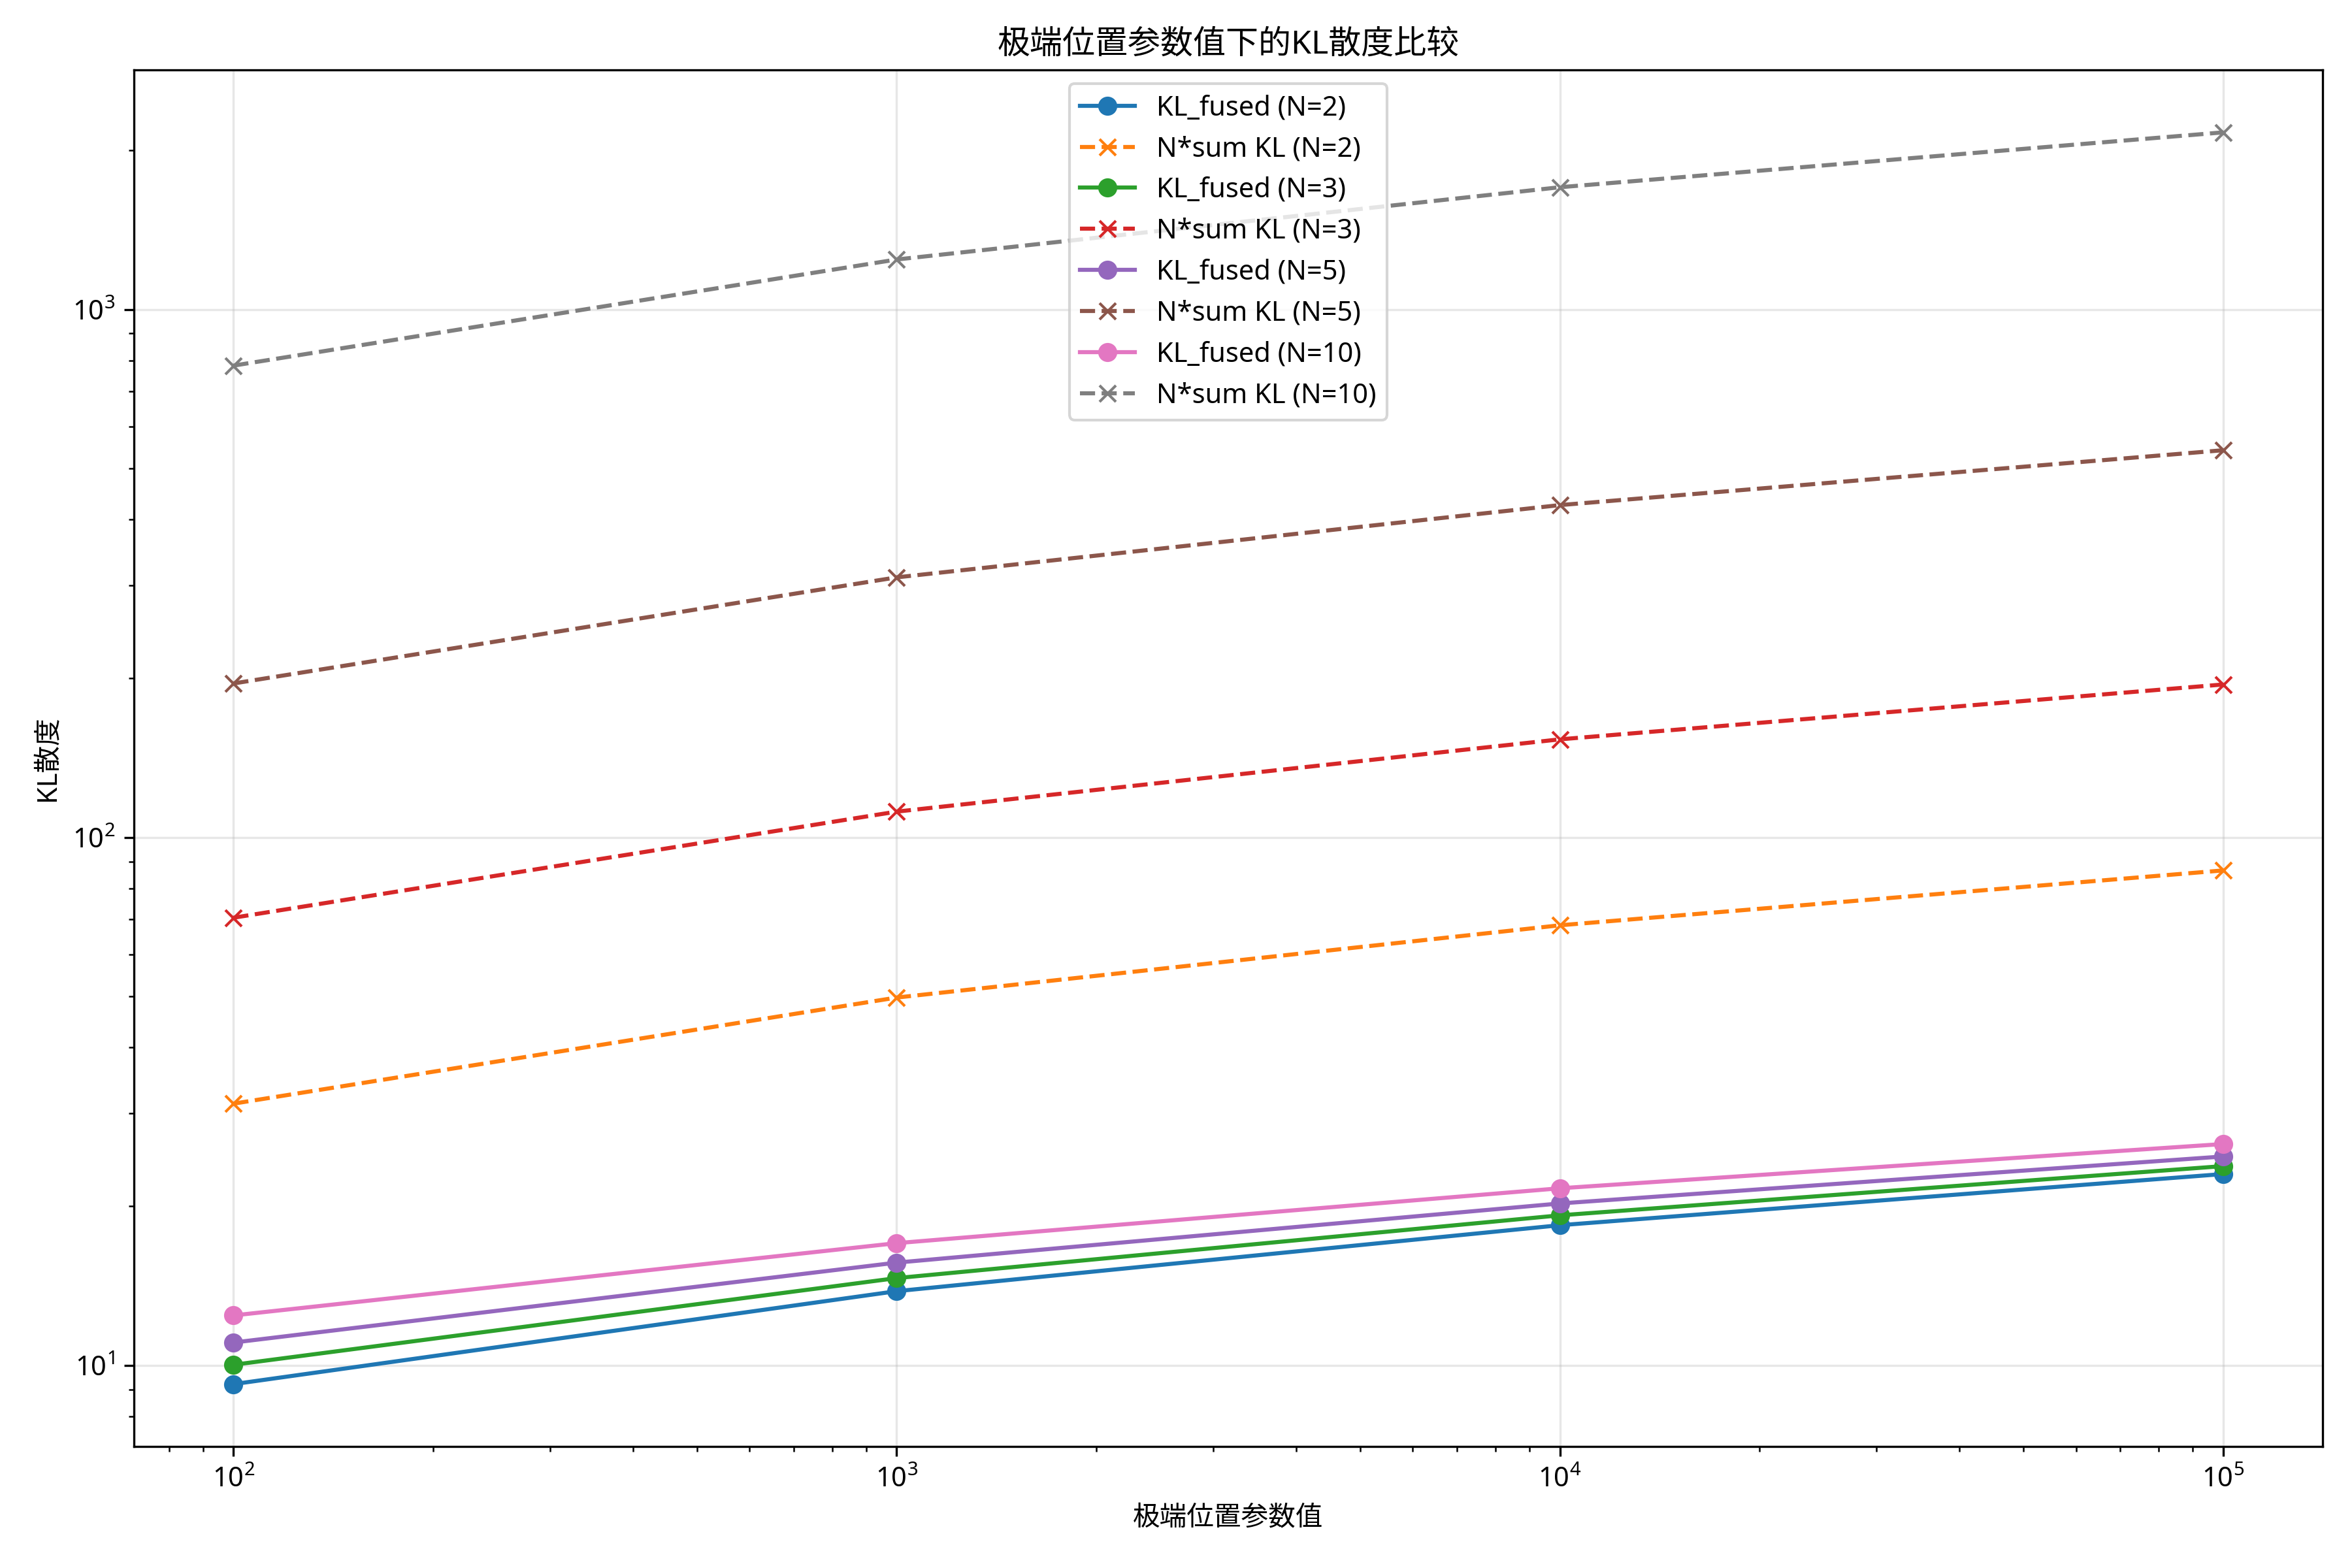 极端位置参数值下的KL散度比较
KL_fused (N=2)
N*sum KL (N=2)
KL_fused (N=3)
N*sum KL (N=3)
KL_fused (N=5)
N*sum KL (N=5)
KL_fused (N=10)
N*sum KL (N=10)
KL散度
10³
10²
10¹
10² 10³ 10⁴ 10⁵
极端位置参数值